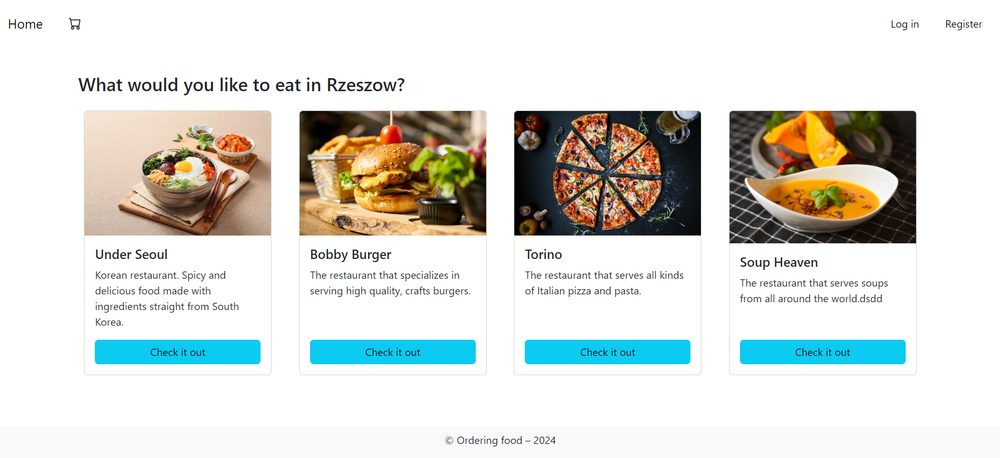 Home
Log in
Register
What would you like to eat in Rzeszow?
Under Seoul
Korean restaurant. Spicy and
delicious food made with
ingredients straight from South
Korea.
Check it out
Bobby Burger
The restaurant that specializes in
serving high quality, crafts burgers.
Check it out
Torino
The restaurant that serves all kinds
of Italian pizza and pasta.
Check it out
Soup Heaven
The restaurant that serves soups
from all around the world.dsdd
Check it out
© Ordering food – 2024